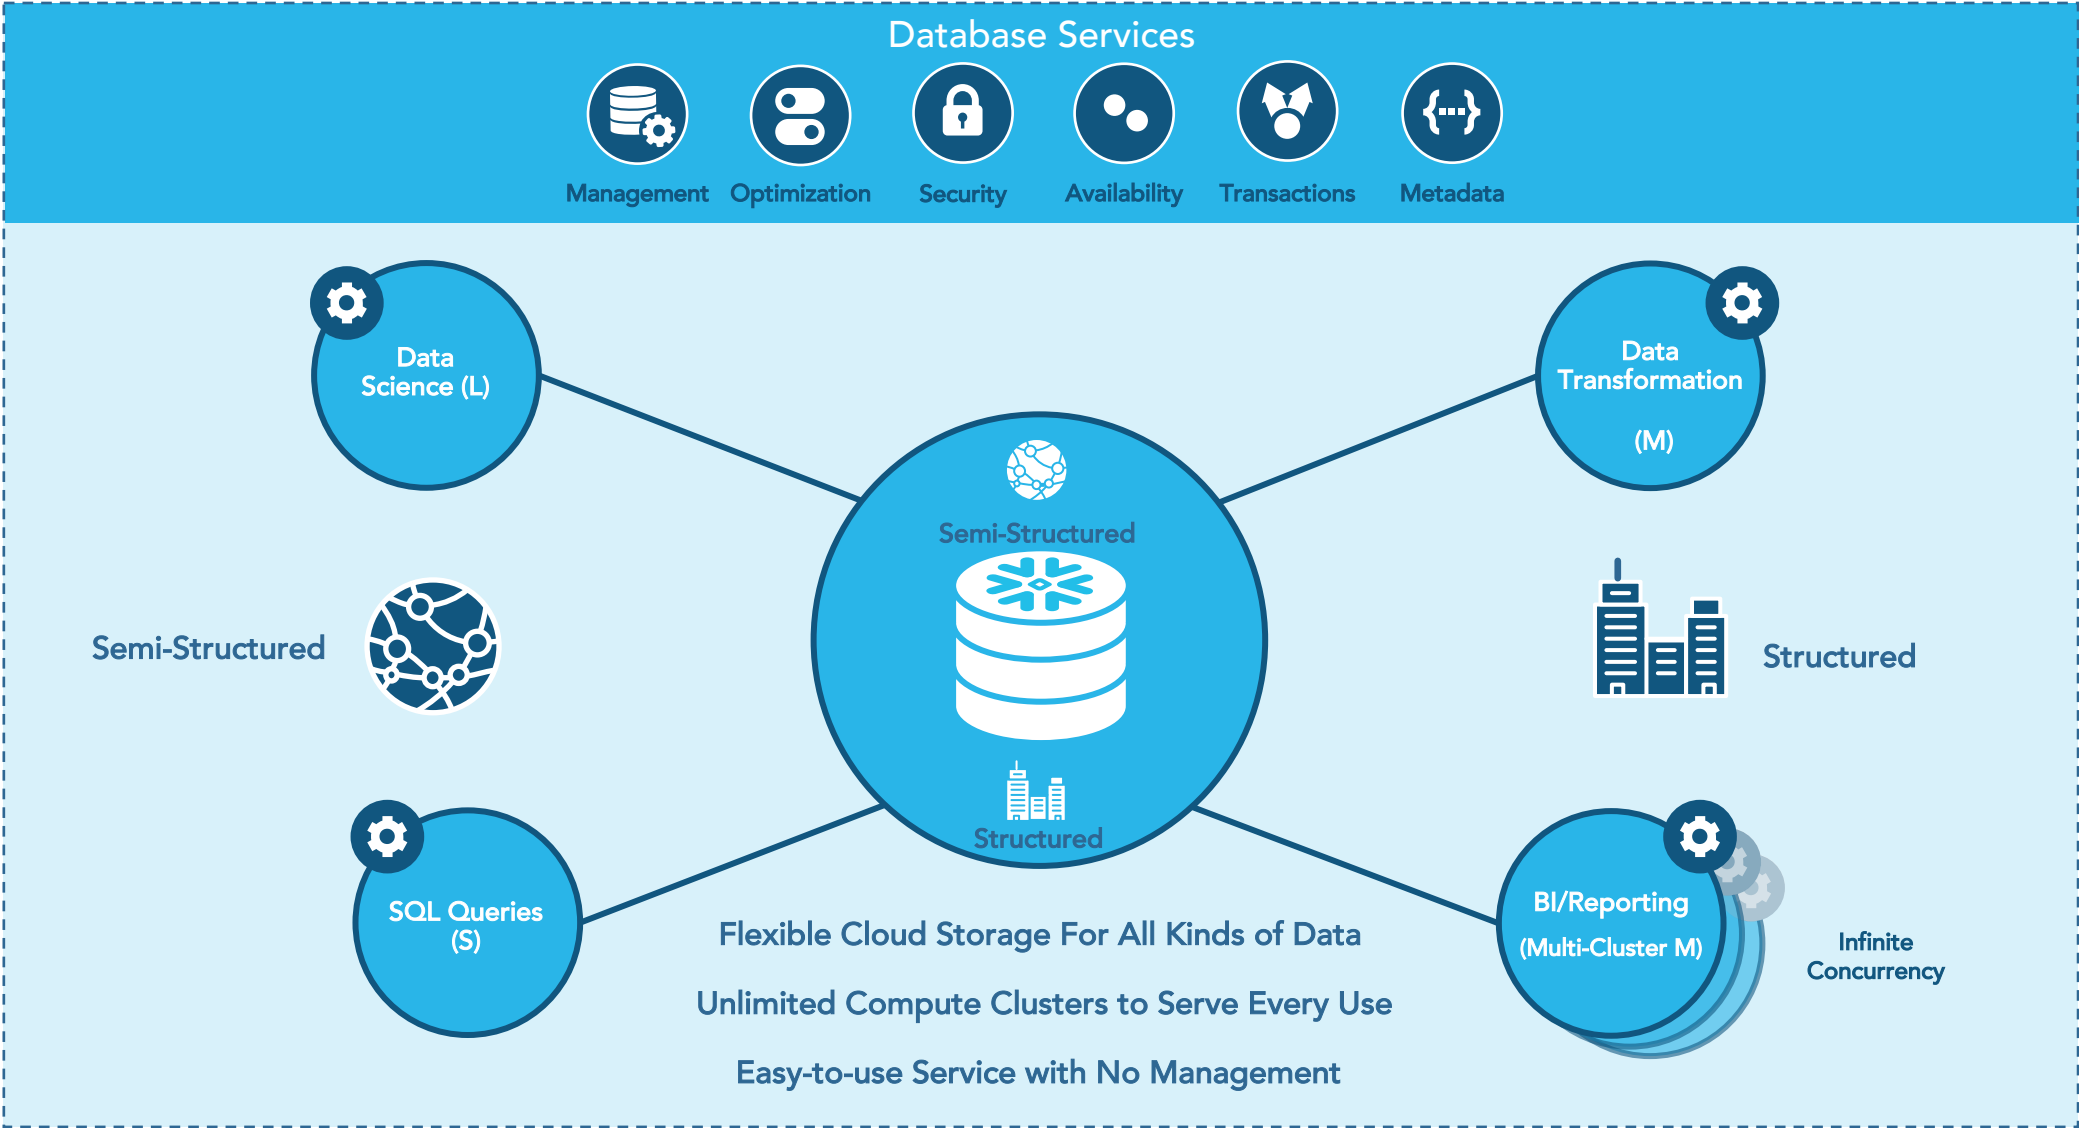 Database Services
Management
Optimization
Security
Availability
Transactions
Metadata
Data
Science (L)
Data
Transformation
(M)
Semi-Structured
Semi-Structured
Structured
Structured
SQL Queries
(S)
BI/Reporting
(Multi-Cluster M)
Infinite
Concurrency
Flexible Cloud Storage For All Kinds of Data
Unlimited Compute Clusters to Serve Every Use
Easy-to-use Service with No Management